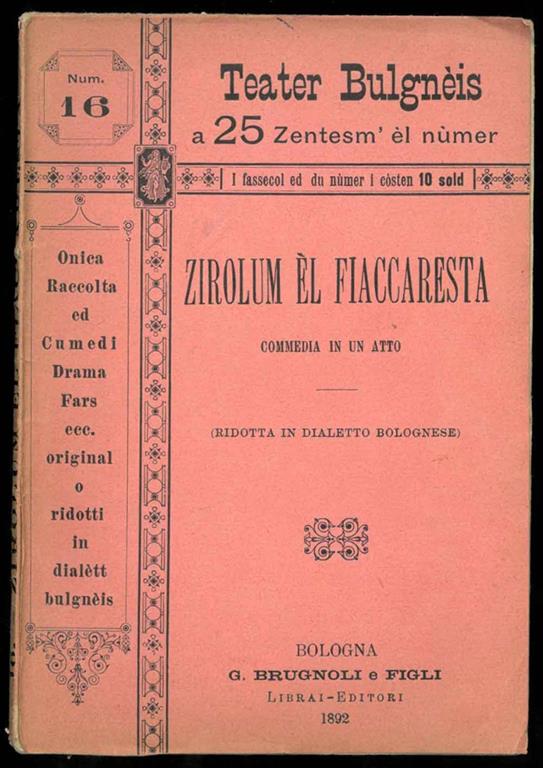 Num.
16
Teater Bulgnèis
a 25 Zentesm' èl nùmer
I fassecol ed du nùmer i còsten 10 sold
Onica
Raccolta
ed
Cumedi
Drama
Fars
ecc.
original
o
ridotti
in
dialètt
bulgnèis
ZIROLUM ÈL FIACCARESTA
COMMEDIA IN UN ATTO
(RIDOTTA IN DIALETTO BOLOGNESE)
BOLOGNA
G. BRUGNOLI e FIGLI
LIBRAI-EDITORI
1892